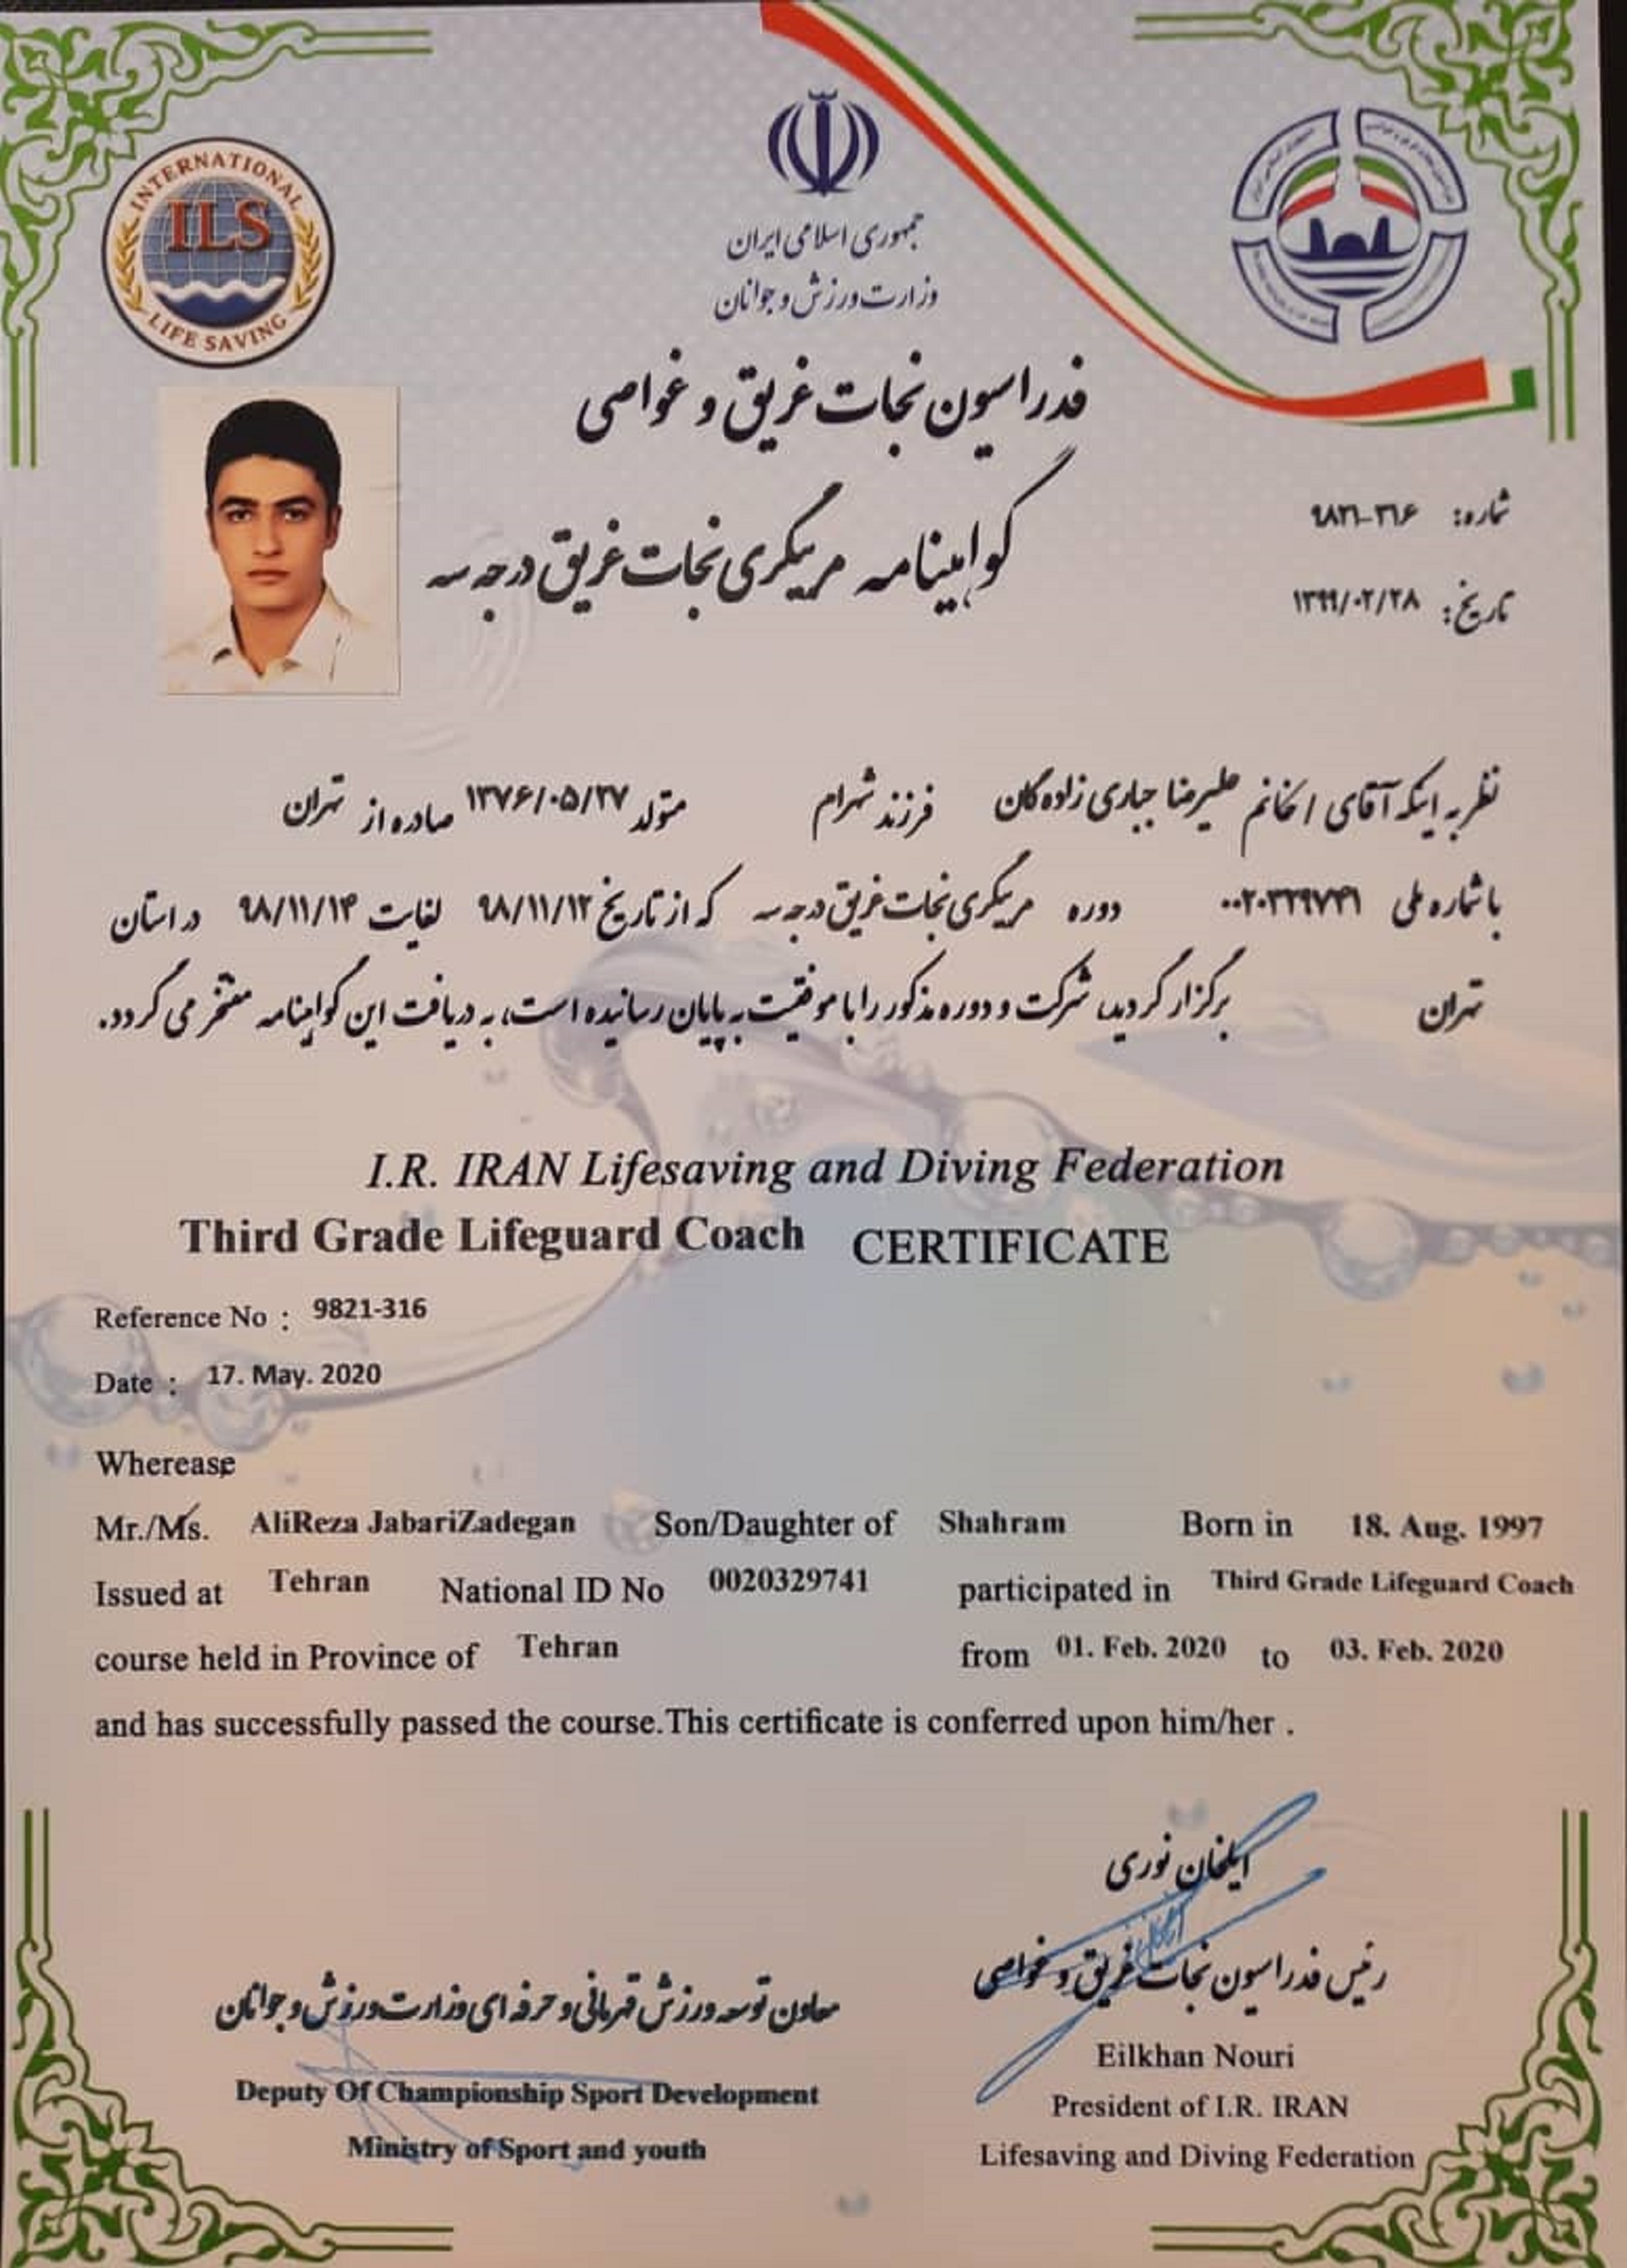 INTERNATIONAL
ILS
LIFE SAVING
جمهوری اسلامی ایران
وزارت ورزش و جوانان
فدراسیون نجات غریق و غواصی
گواهینامه مربیگری نجات غریق درجه سه
شماره: ۹۸۲۱-۳۱۶
تاریخ: ۱۳۹۹/۰۲/۲۸
نظر به اینکه آقای / خانم علیرضا جباری زاده گان فرزند شهرام متولد ۱۳۷۶/۰۵/۲۷ صادره از تهران
با شماره ملی ۰۰۲۰۳۲۹۷۴۱ دوره مربیگری نجات غریق درجه سه که از تاریخ ۹۸/۱۱/۱۲ لغایت ۹۸/۱۱/۱۴ در استان
تهران برگزار گردید، شرکت و دوره مذکور را با موفقیت به پایان رسانیده است، به دریافت این گواهینامه مفتخر می گردد.
I.R. IRAN Lifesaving and Diving Federation
Third Grade Lifeguard Coach CERTIFICATE
Reference No : 9821-316
Date : 17. May. 2020
Wherease
Mr./Ms. AliReza JabariZadegan Son/Daughter of Shahram Born in 18. Aug. 1997
Issued at Tehran National ID No 0020329741 participated in Third Grade Lifeguard Coach
course held in Province of Tehran from 01. Feb. 2020 to 03. Feb. 2020
and has successfully passed the course.This certificate is conferred upon him/her .
ایلخان نوری
رئیس فدراسیون نجات غریق و غواصی
Eilkhan Nouri
President of I.R. IRAN
Lifesaving and Diving Federation
معاون توسعه ورزش قهرمانی و حرفه ای وزارت ورزش و جوانان
Deputy Of Championship Sport Development
Ministry of Sport and youth